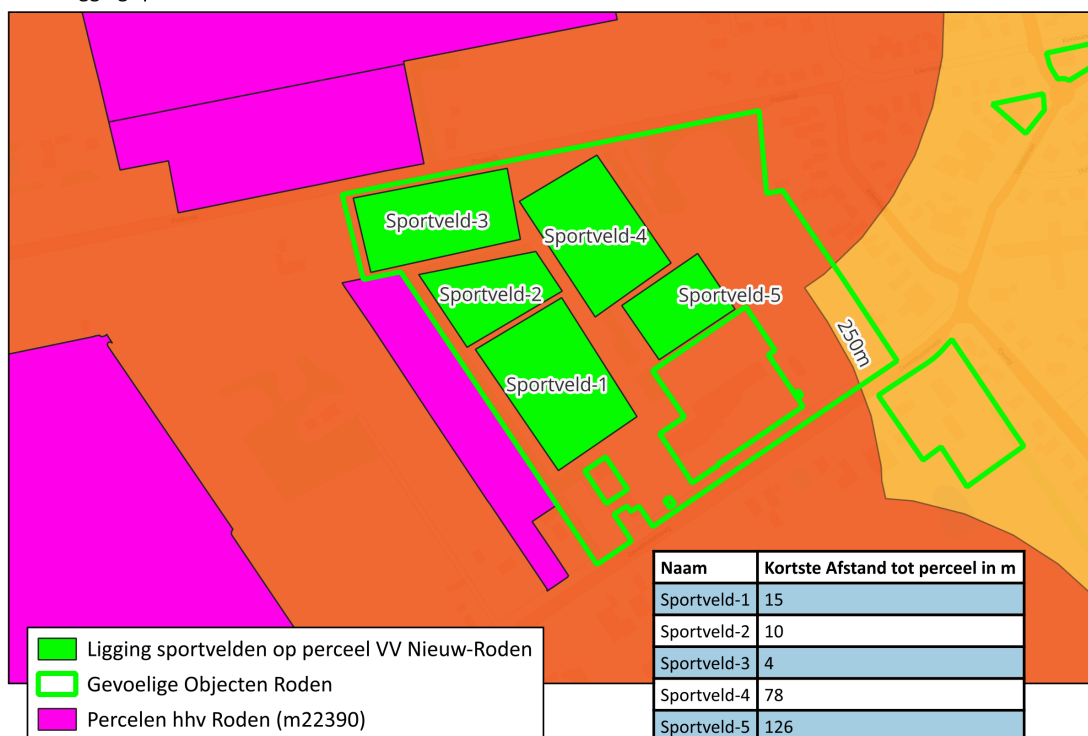 Sportveld-3
Sportveld-4
Sportveld-2
Sportveld-5
250m
Sportveld-1
Naam Kortste Afstand tot perceel in m
Sportveld-1 15
Sportveld-2 10
Sportveld-3 4
Sportveld-4 78
Sportveld-5 126
Ligging sportvelden op perceel VV Nieuw-Roden
Gevoelige Objecten Roden
Percelen hhv Roden (m22390)